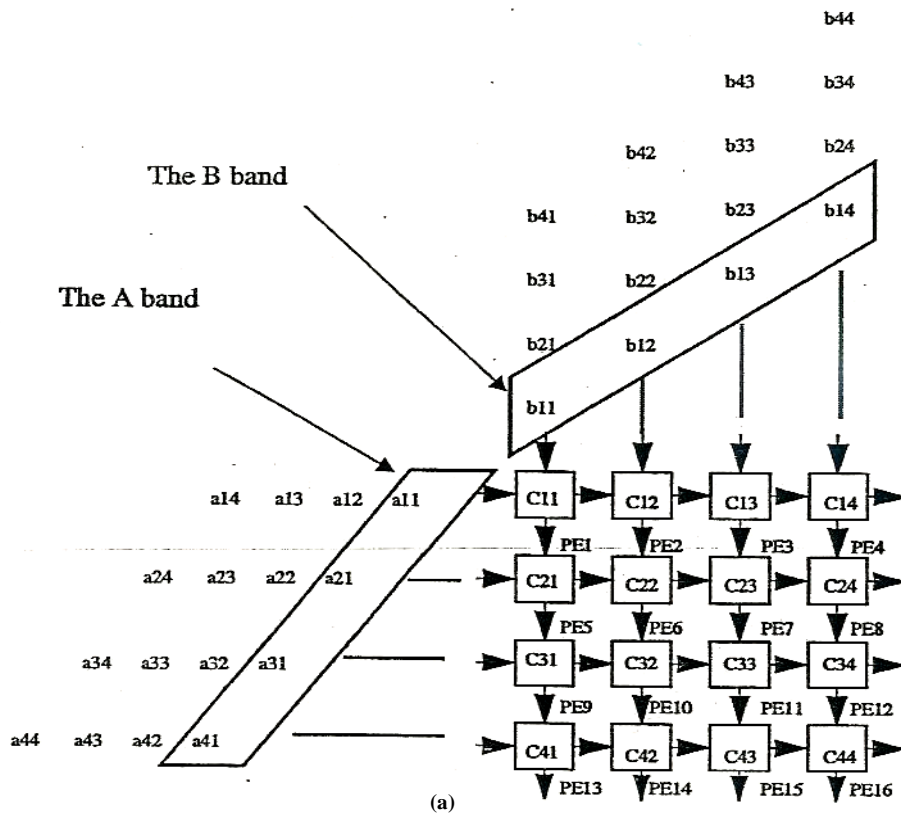 b44
b43 b34
b42 b33 b24
The B band
b41 b32 b23 b14
b31 b22 b13
The A band
b21 b12
b11
a14 a13 a12 a11 C11 C12 C13 C14
PE1 PE2 PE3 PE4
a24 a23 a22 a21 C21 C22 C23 C24
PE5 PE6 PE7 PE8
a34 a33 a32 a31 C31 C32 C33 C34
PE9 PE10 PE11 PE12
a44 a43 a42 a41 C41 C42 C43 C44
PE13 PE14 PE15 PE16
(a)